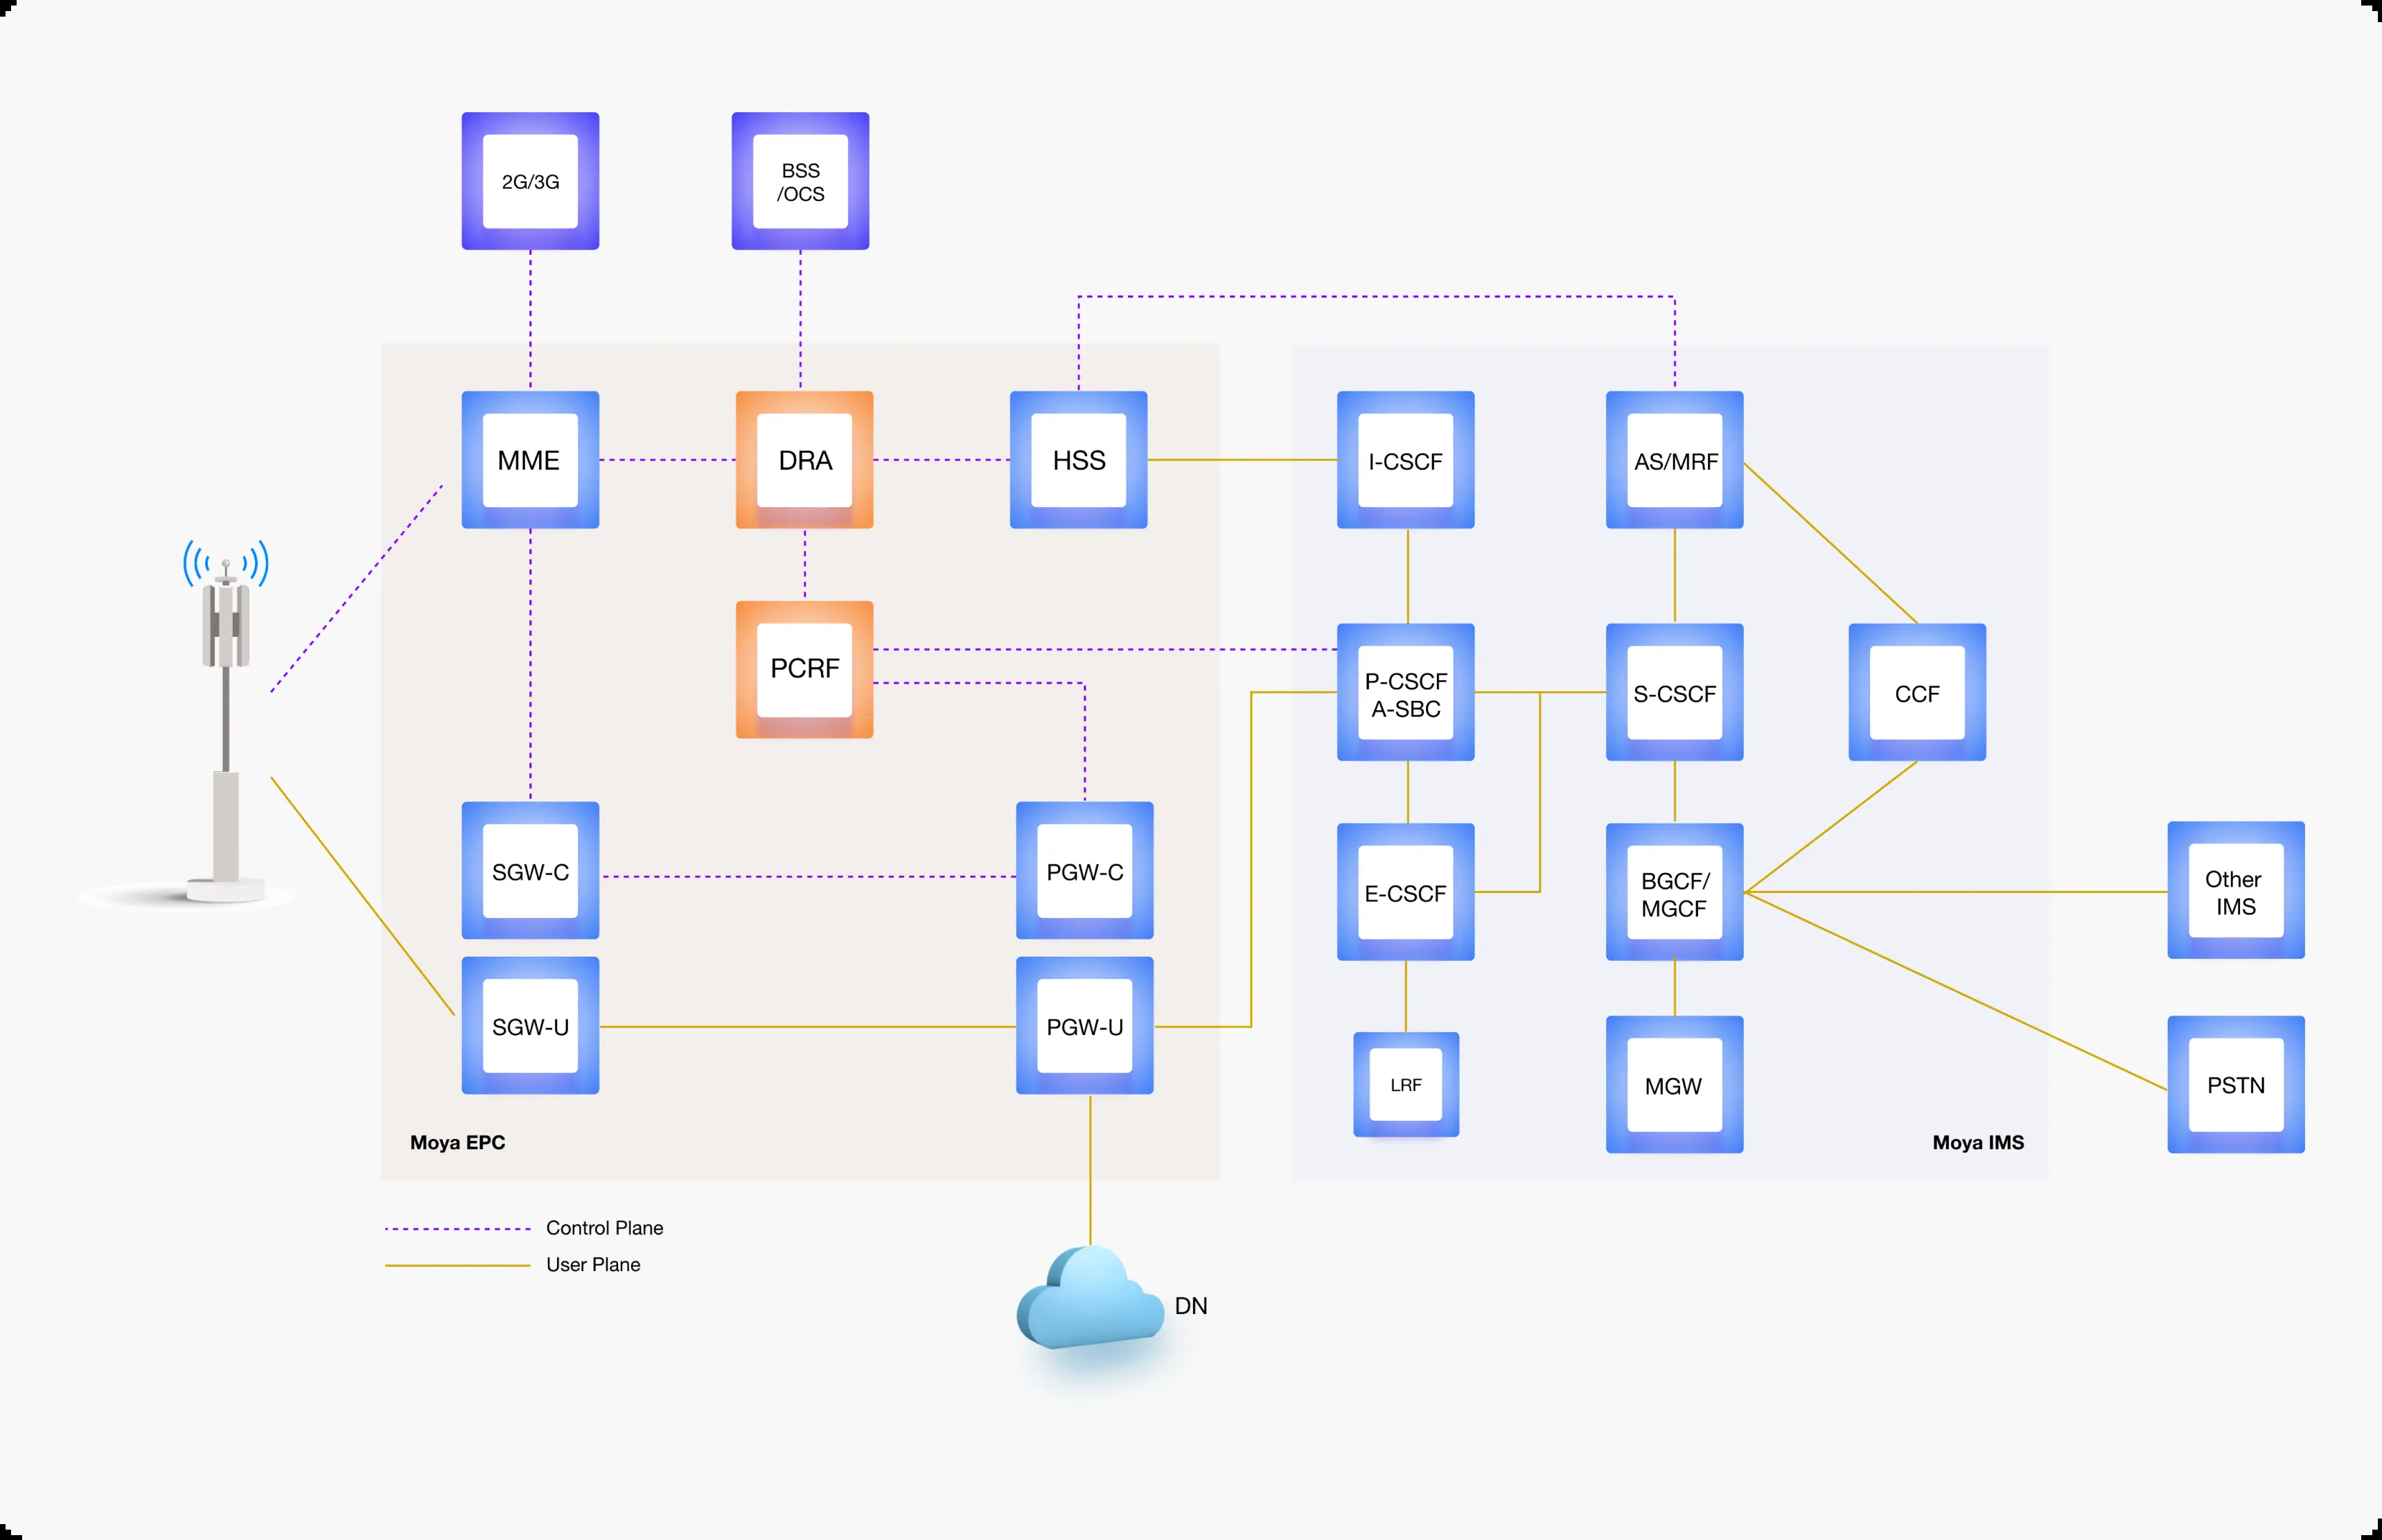 2G/3G
BSS
/OCS
MME
DRA
HSS
I-CSCF
AS/MRF
PCRF
P-CSCF
A-SBC
S-CSCF
CCF
SGW-C
PGW-C
E-CSCF
BGCF/
MGCF
Other
IMS
SGW-U
PGW-U
LRF
MGW
PSTN
Moya EPC
Moya IMS
Control Plane
User Plane
DN